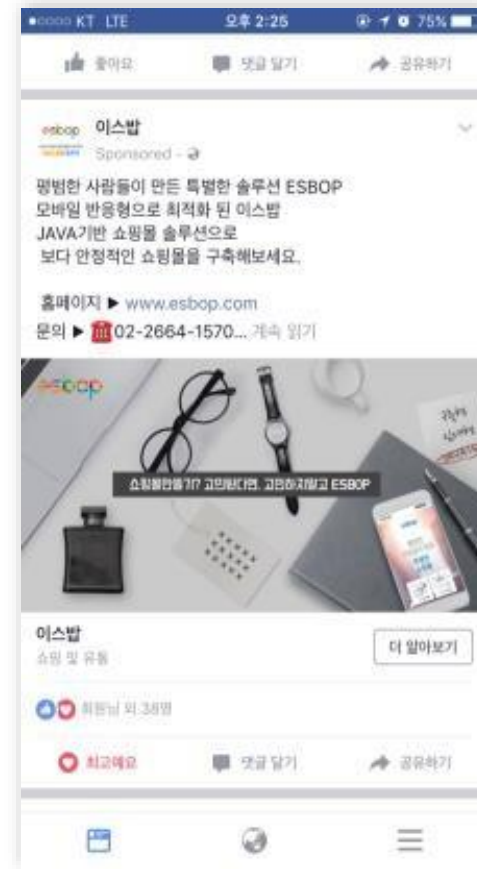 KT LTE 오후 2:25 75%
좋아요 댓글 달기 공유하기
esbop 이스밥
Sponsored
평범한 사람들이 만든 특별한 솔루션 ESBOP
모바일 반응형으로 최적화 된 이스밥
JAVA기반 쇼핑몰 솔루션으로
보다 안정적인 쇼핑몰을 구축해보세요.
홈페이지 ▶ www.esbop.com
문의 ▶ ☎02-2664-1570... 계속 읽기
esbop
쇼핑몰만들기!? 고민된다면, 고민하지말고 ESBOP
이스밥
쇼핑 및 유통
더 알아보기
회원님 외 38명
최고예요 댓글 달기 공유하기